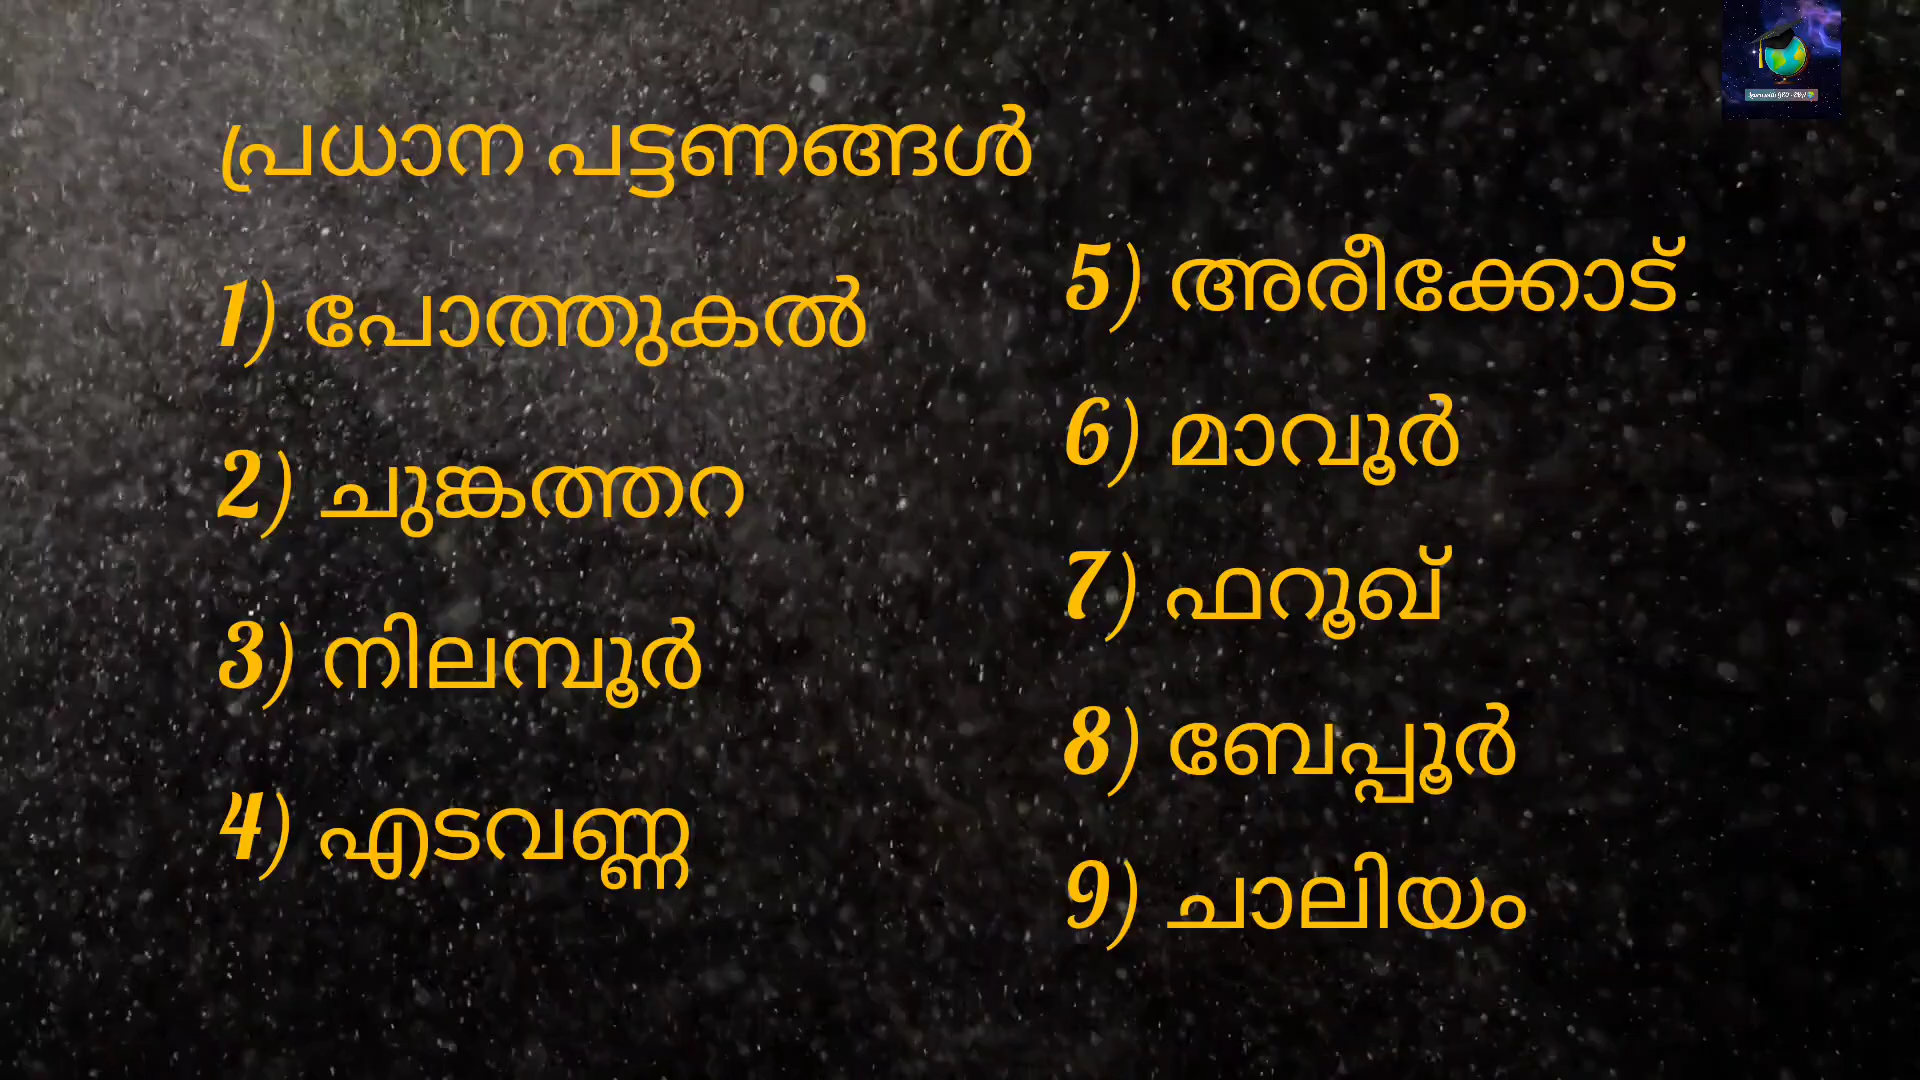 പ്രധാന പട്ടണങ്ങൾ
1) പോത്തുകൽ
2) ചുങ്കത്തറ
3) നിലമ്പൂർ
4) എടവണ്ണ
5) അരീക്കോട്
6) മാവൂർ
7) ഫറൂഖ്
8) ബേപ്പൂർ
9) ചാലിയം